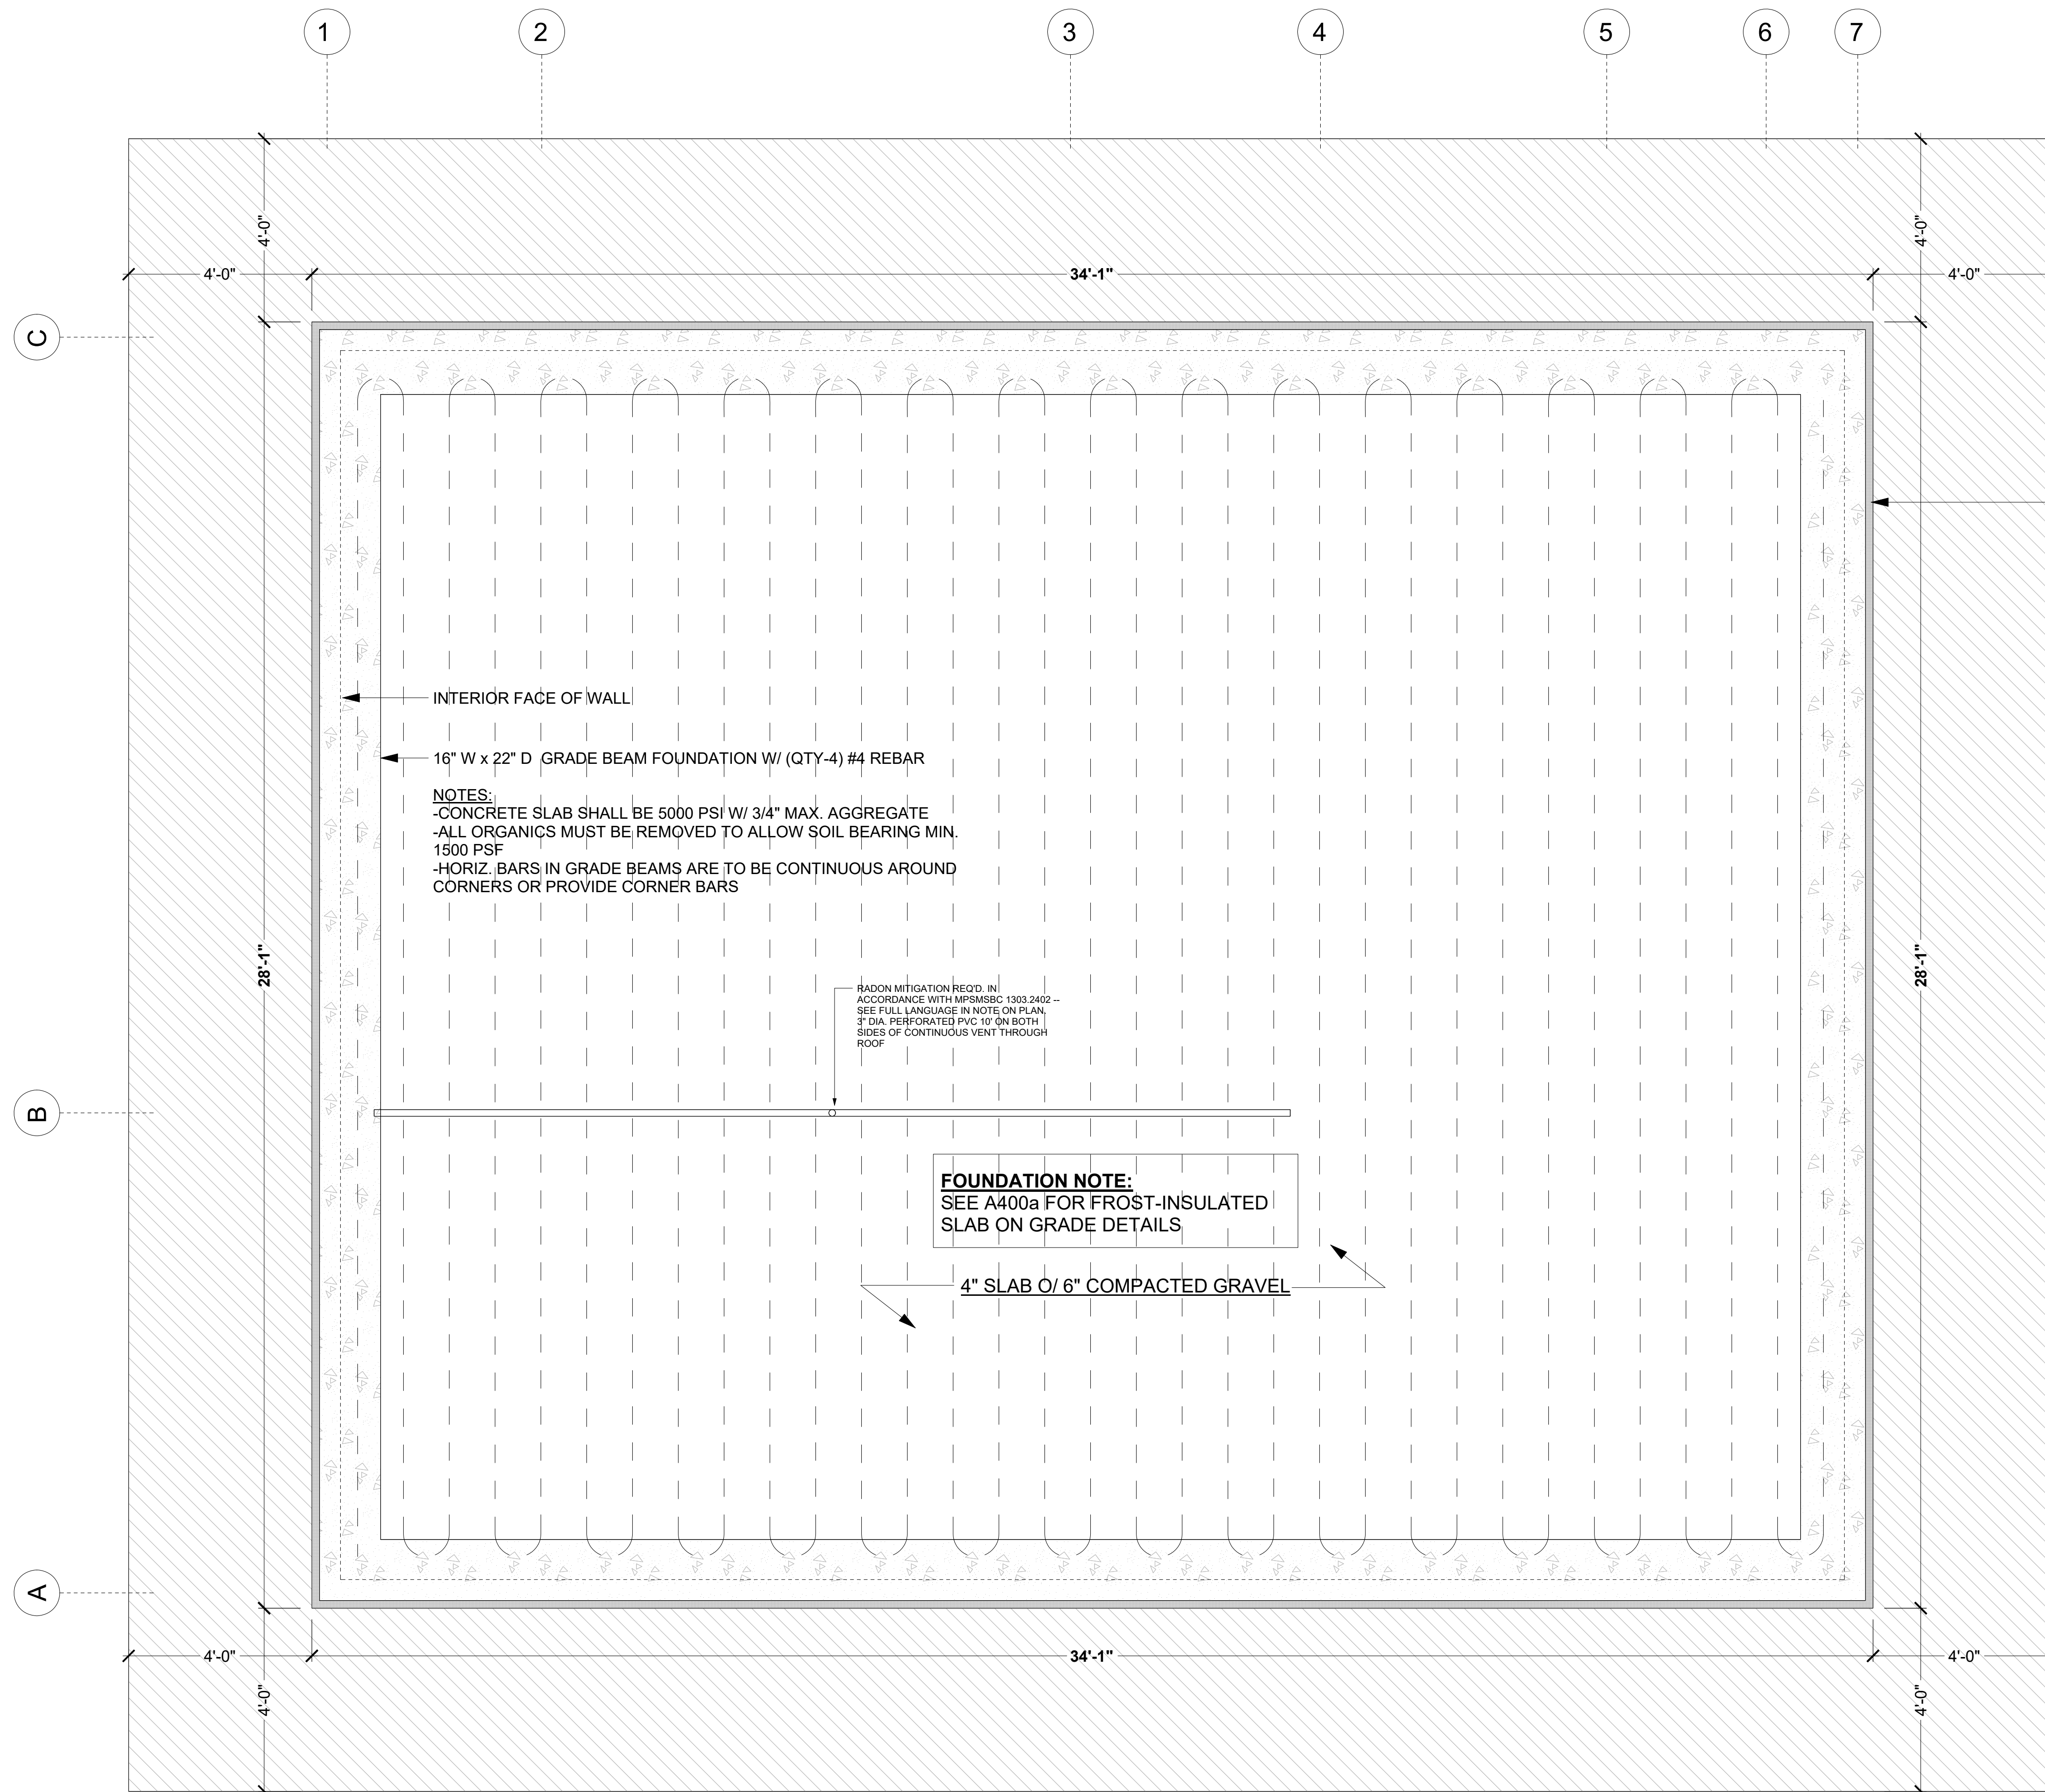 1
2
3
4
5
6
7
4'-0"
4'-0"
4'-0"
34'-1"
4'-0"
C
INTERIOR FACE OF WALL
16" W x 22" D GRADE BEAM FOUNDATION W/ (QTY-4) #4 REBAR
NOTES:
-CONCRETE SLAB SHALL BE 5000 PSI W/ 3/4" MAX. AGGREGATE
-ALL ORGANICS MUST BE REMOVED TO ALLOW SOIL BEARING MIN.
1500 PSF
-HORIZ. BARS IN GRADE BEAMS ARE TO BE CONTINUOUS AROUND
CORNERS OR PROVIDE CORNER BARS
28'-1"
28'-1"
RADON MITIGATION REQ'D. IN
ACCORDANCE WITH MPSMSBC 1303.2402 --
SEE FULL LANGUAGE IN NOTE ON PLAN.
3" DIA. PERFORATED PVC 10' ON BOTH
SIDES OF CONTINUOUS VENT THROUGH
ROOF
B
FOUNDATION NOTE:
SEE A400a FOR FROST-INSULATED
SLAB ON GRADE DETAILS
4" SLAB O/ 6" COMPACTED GRAVEL
A
4'-0"
34'-1"
4'-0"
4'-0"
4'-0"